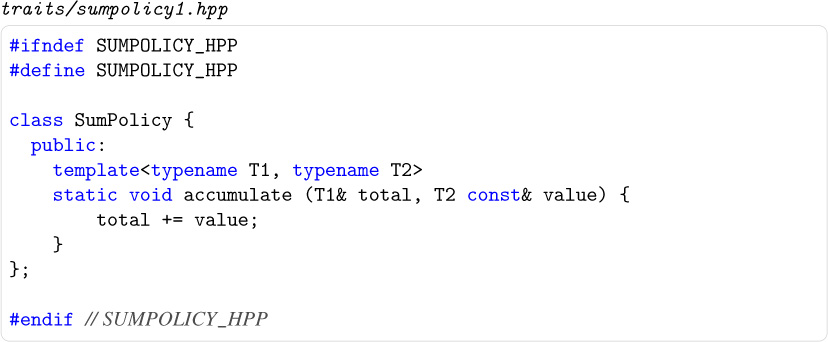 traits/sumpolicy1.hpp
#ifndef SUMPOLICY_HPP
#define SUMPOLICY_HPP
class SumPolicy {
public:
template<typename T1, typename T2>
static void accumulate (T1& total, T2 const& value) {
total += value;
}
};
#endif // SUMPOLICY_HPP